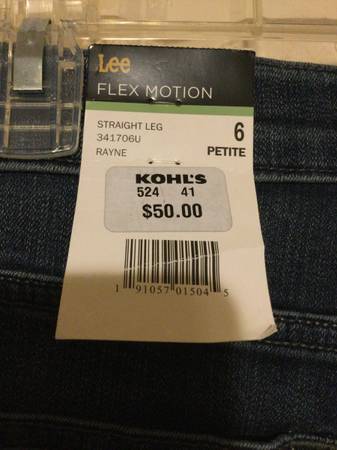 Lee
FLEX MOTION
STRAIGHT LEG
341706U
RAYNE
6
PETITE
KOHL'S
524 41
$50.00
1 91057 01504 5